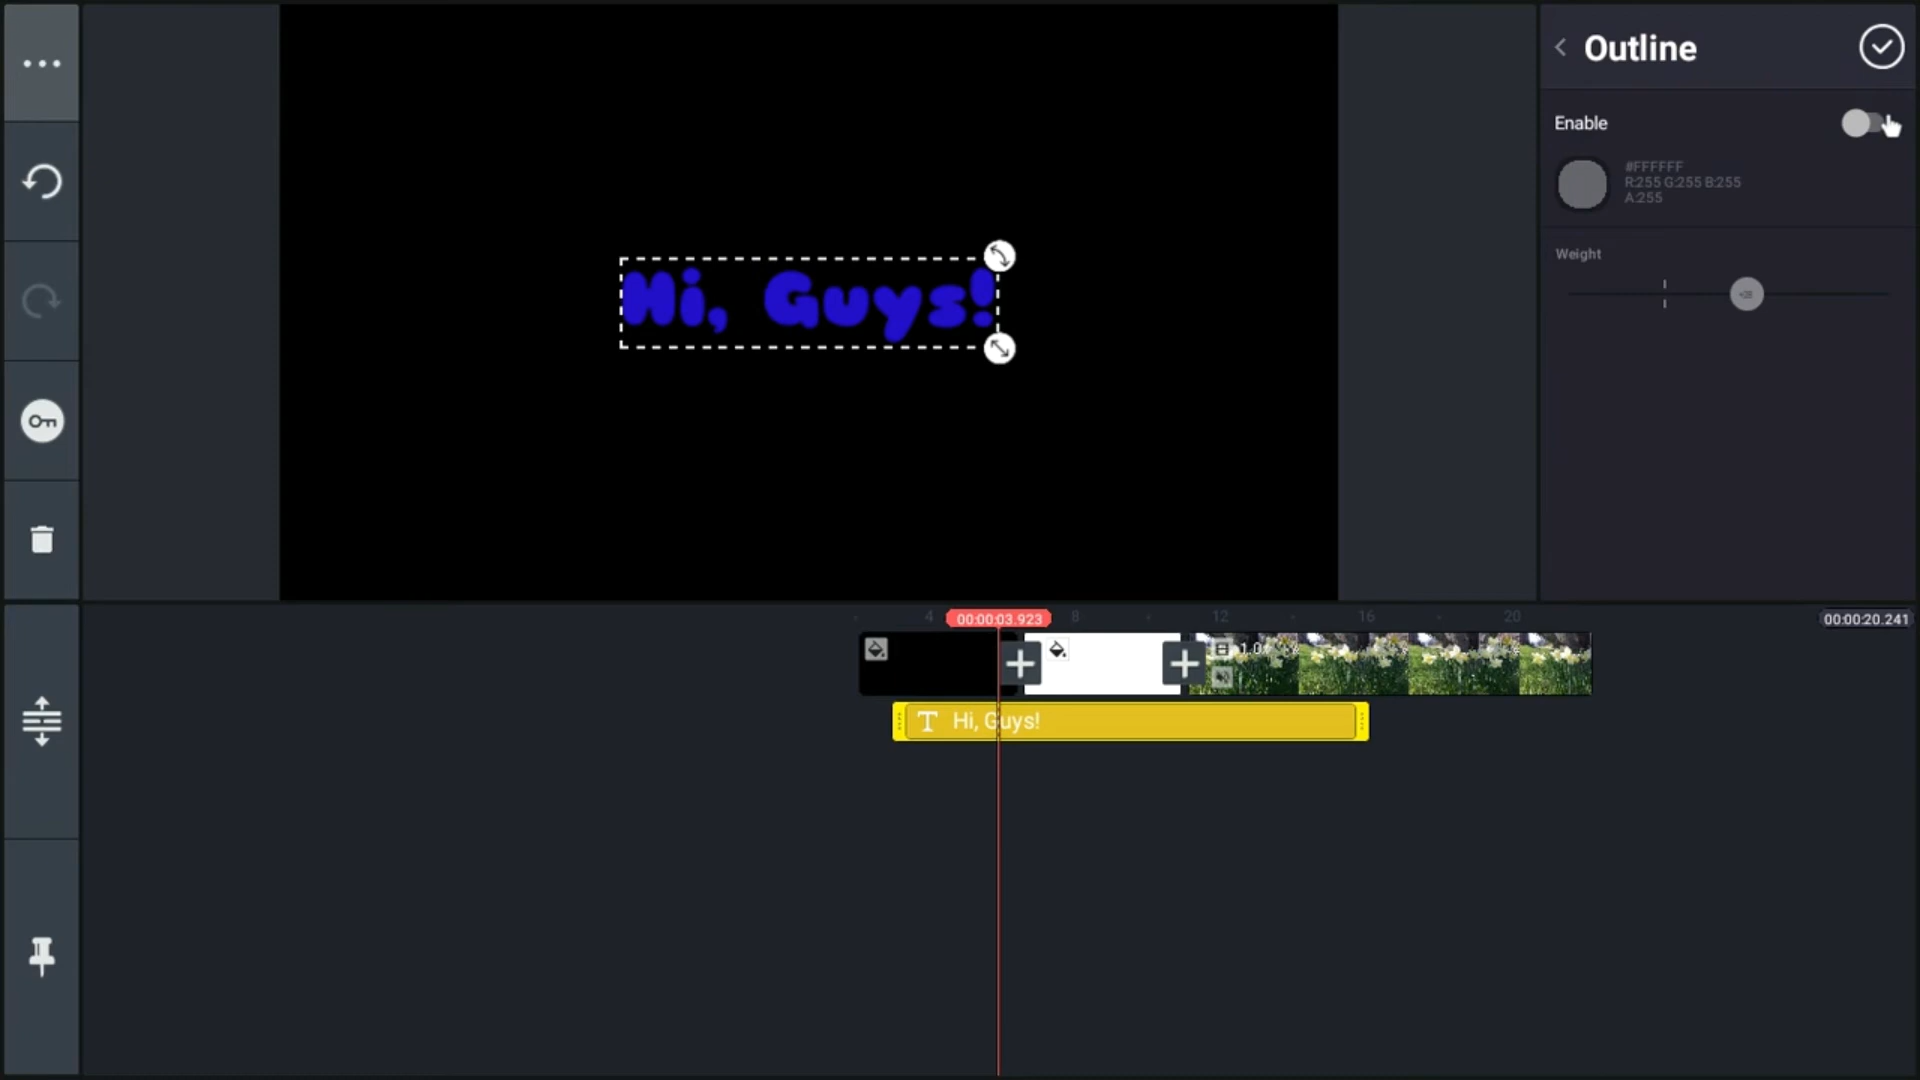 Outline
Enable
#FFFFFF
R:255 G:255 B:255
A:255
Weight
Hi, Guys!
4
00:00:03.923
8
12
16
20
00:00:20.241
T Hi, Guys!